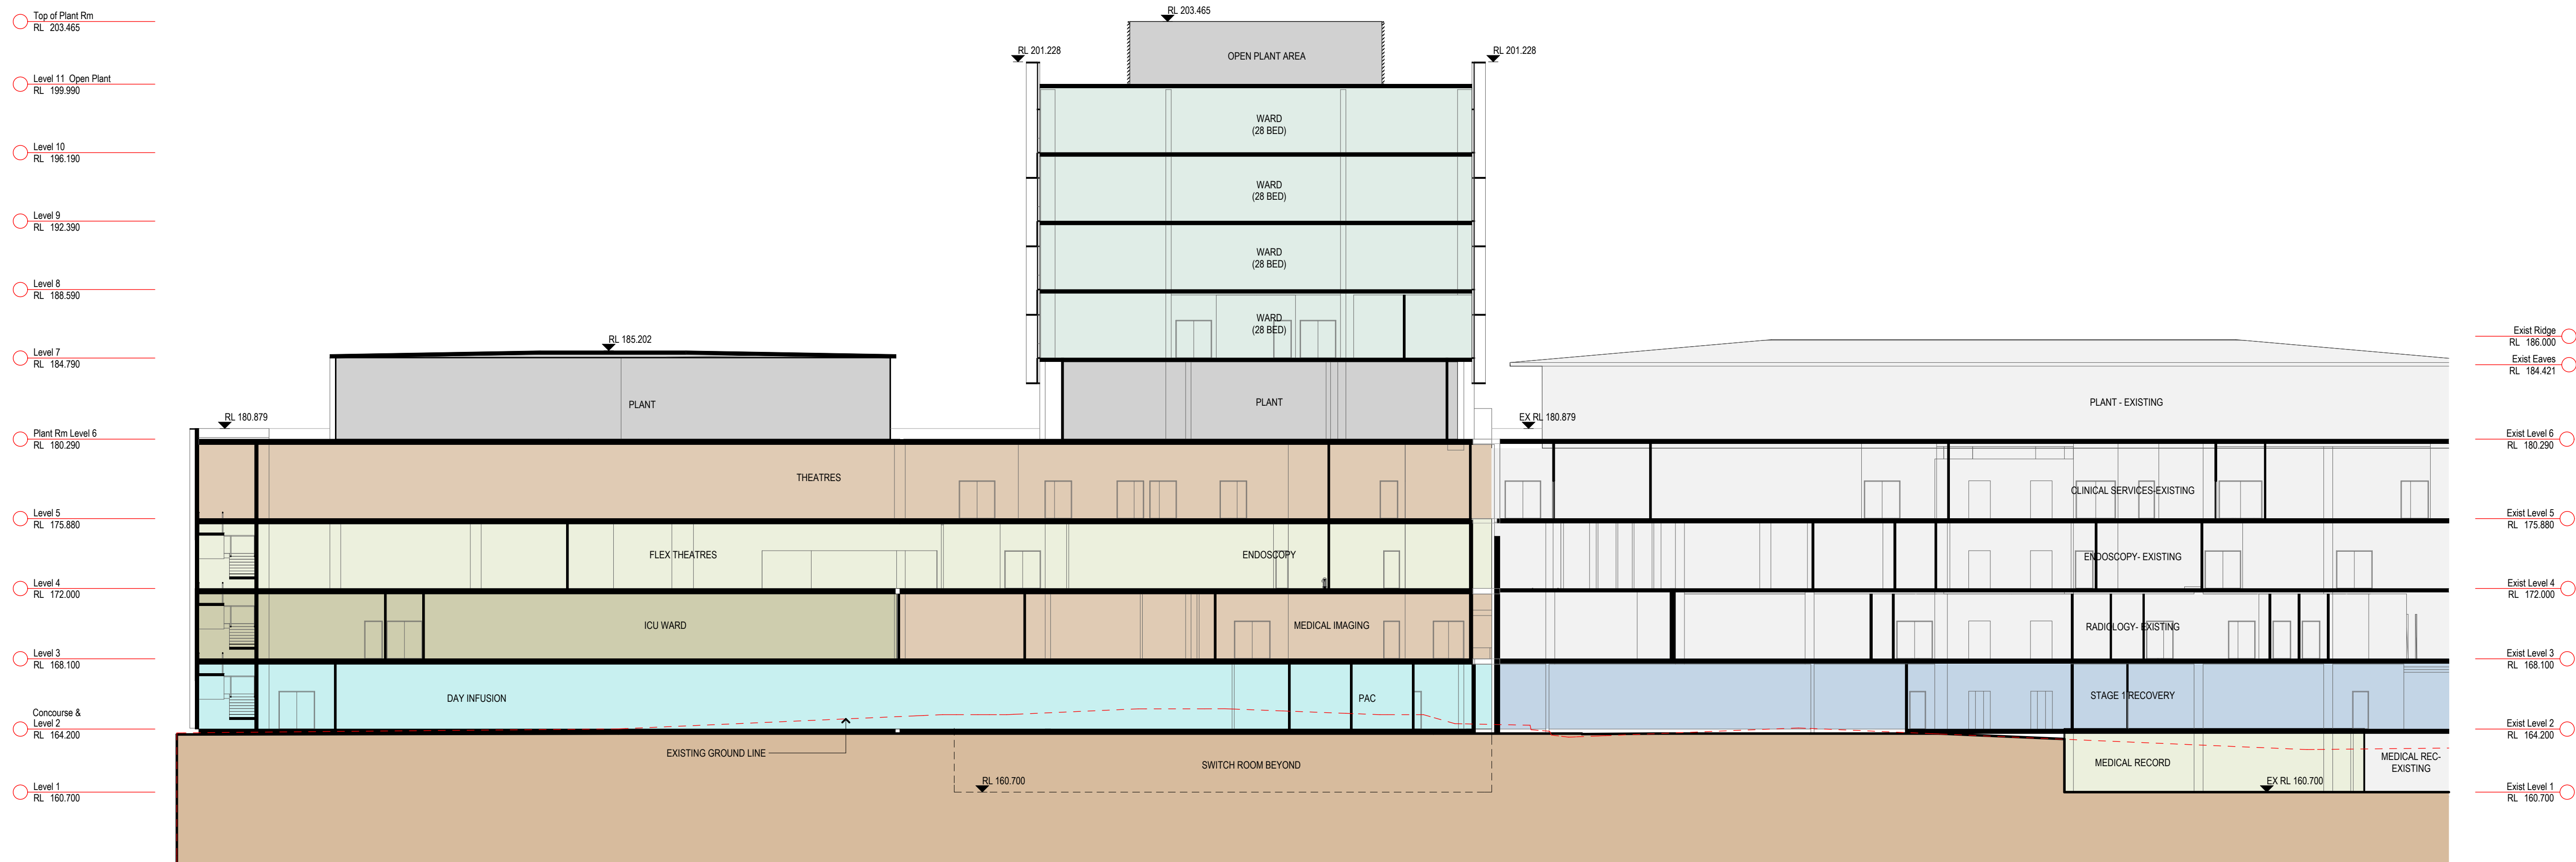 Top of Plant Rm
RL 203.465
Level 11 Open Plant
RL 199.990
Level 10
RL 196.190
Level 9
RL 192.390
Level 8
RL 188.590
Level 7
RL 184.790
Plant Rm Level 6
RL 180.290
Level 5
RL 175.880
Level 4
RL 172.000
Level 3
RL 168.100
Concourse &
Level 2
RL 164.200
Level 1
RL 160.700
RL 203.465
RL 201.228
RL 201.228
OPEN PLANT AREA
WARD
(28 BED)
WARD
(28 BED)
WARD
(28 BED)
WARD
(28 BED)
RL 185.202
PLANT
PLANT
PLANT - EXISTING
RL 180.879
EX RL 180.879
THEATRES
CLINICAL SERVICES-EXISTING
FLEX THEATRES
ENDOSCOPY
ENDOSCOPY- EXISTING
ICU WARD
MEDICAL IMAGING
RADIOLOGY- EXISTING
DAY INFUSION
PAC
STAGE 1 RECOVERY
EXISTING GROUND LINE
SWITCH ROOM BEYOND
RL 160.700
MEDICAL RECORD
MEDICAL REC-
EXISTING
EX RL 160.700
Exist Ridge
RL 186.000
Exist Eaves
RL 184.421
Exist Level 6
RL 180.290
Exist Level 5
RL 175.880
Exist Level 4
RL 172.000
Exist Level 3
RL 168.100
Exist Level 2
RL 164.200
Exist Level 1
RL 160.700